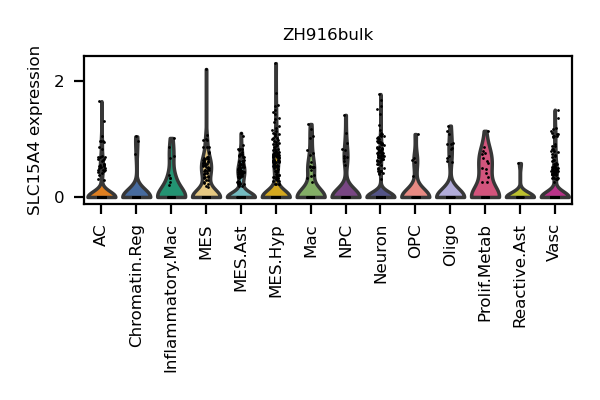 ZH916bulk
SLC15A4 expression
2
0
AC
Chromatin.Reg
Inflammatory.Mac
MES
MES.Ast
MES.Hyp
Mac
NPC
Neuron
OPC
Oligo
Prolif.Metab
Reactive.Ast
Vasc